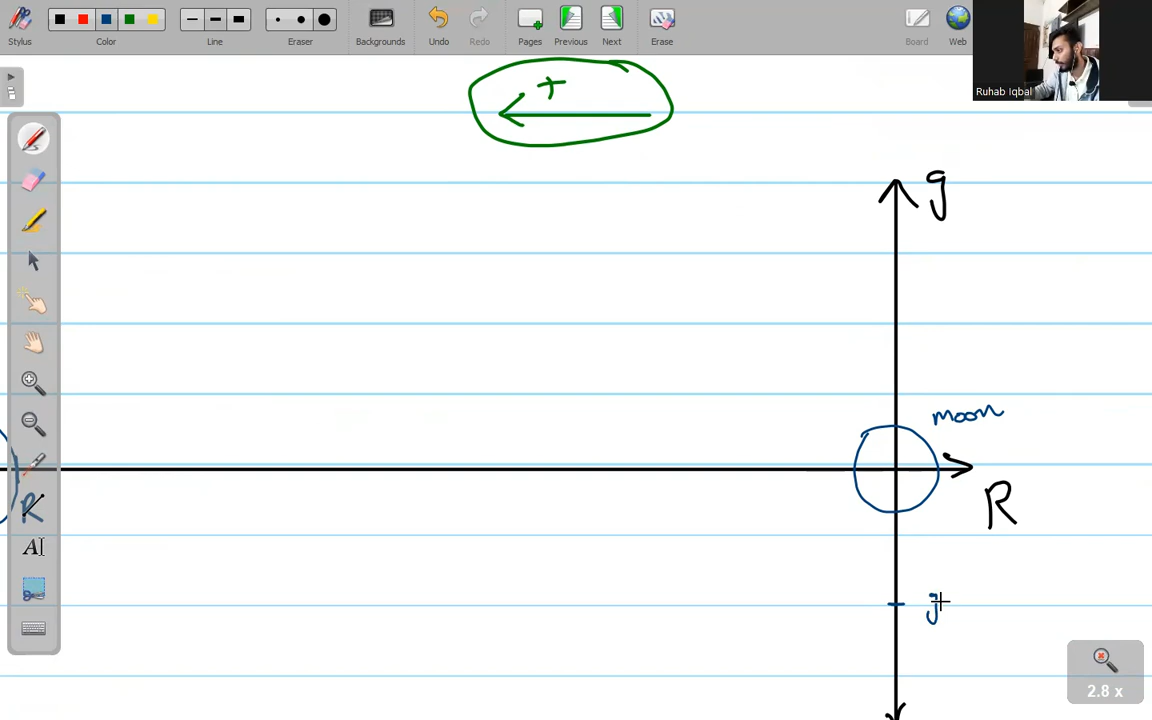 Stylus
Color
Line
Eraser
Backgrounds
Undo
Redo
Pages
Previous
Next
Erase
Board
Web
Ruhab Iqbal
+
g
moon
R
R
A
g
2.8 x